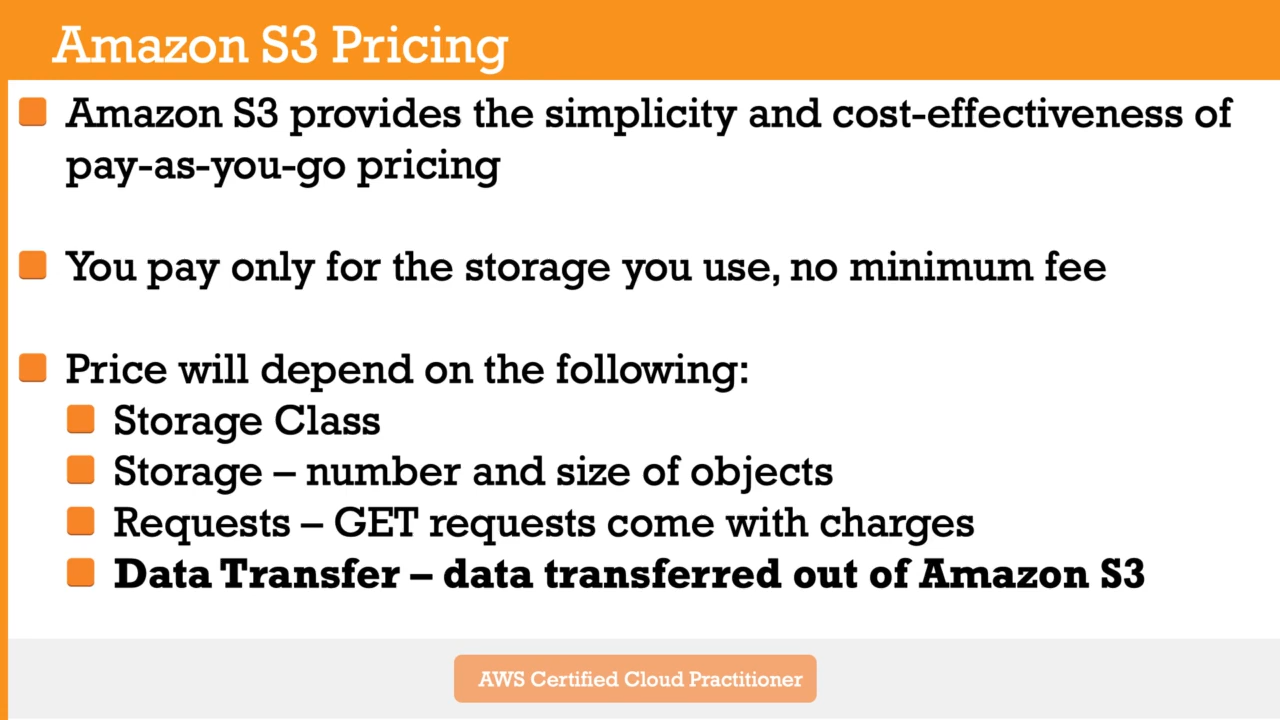 Amazon S3 Pricing
Amazon S3 provides the simplicity and cost-effectiveness of
pay-as-you-go pricing
You pay only for the storage you use, no minimum fee
Price will depend on the following:
Storage Class
Storage – number and size of objects
Requests – GET requests come with charges
Data Transfer – data transferred out of Amazon S3
AWS Certified Cloud Practitioner